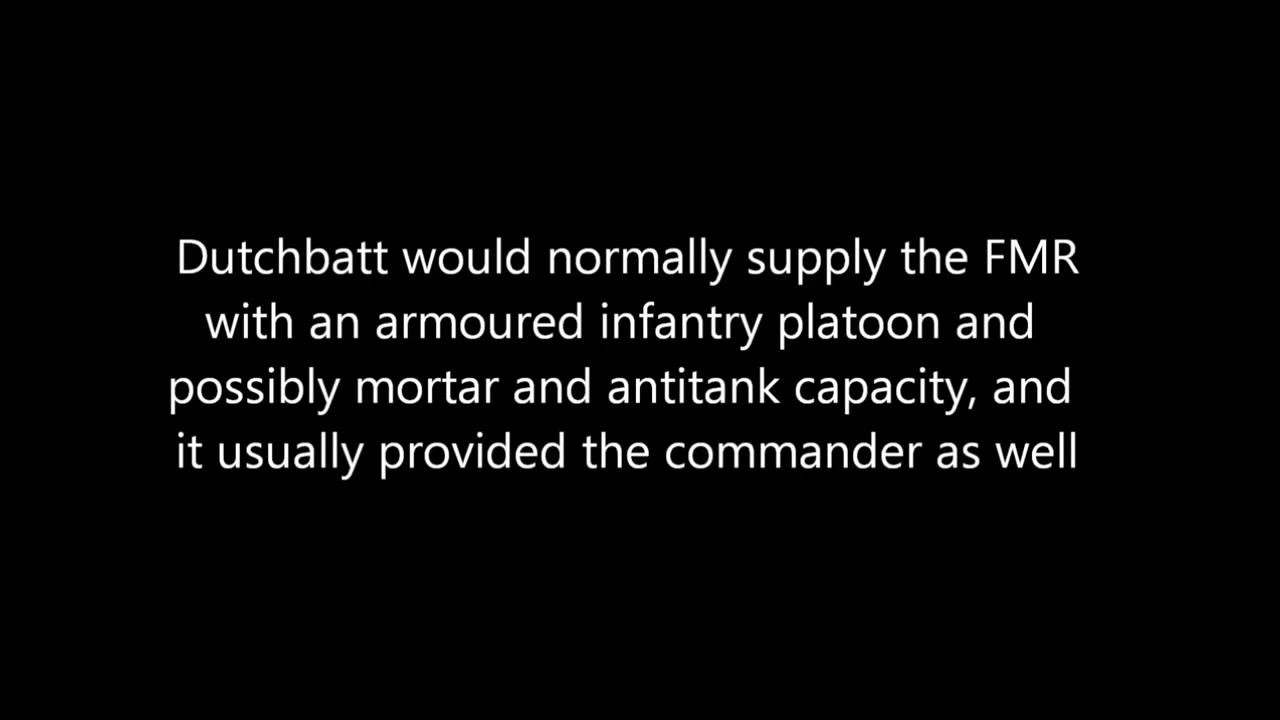 Dutchbatt would normally supply the FMR
with an armoured infantry platoon and
possibly mortar and antitank capacity, and
it usually provided the commander as well